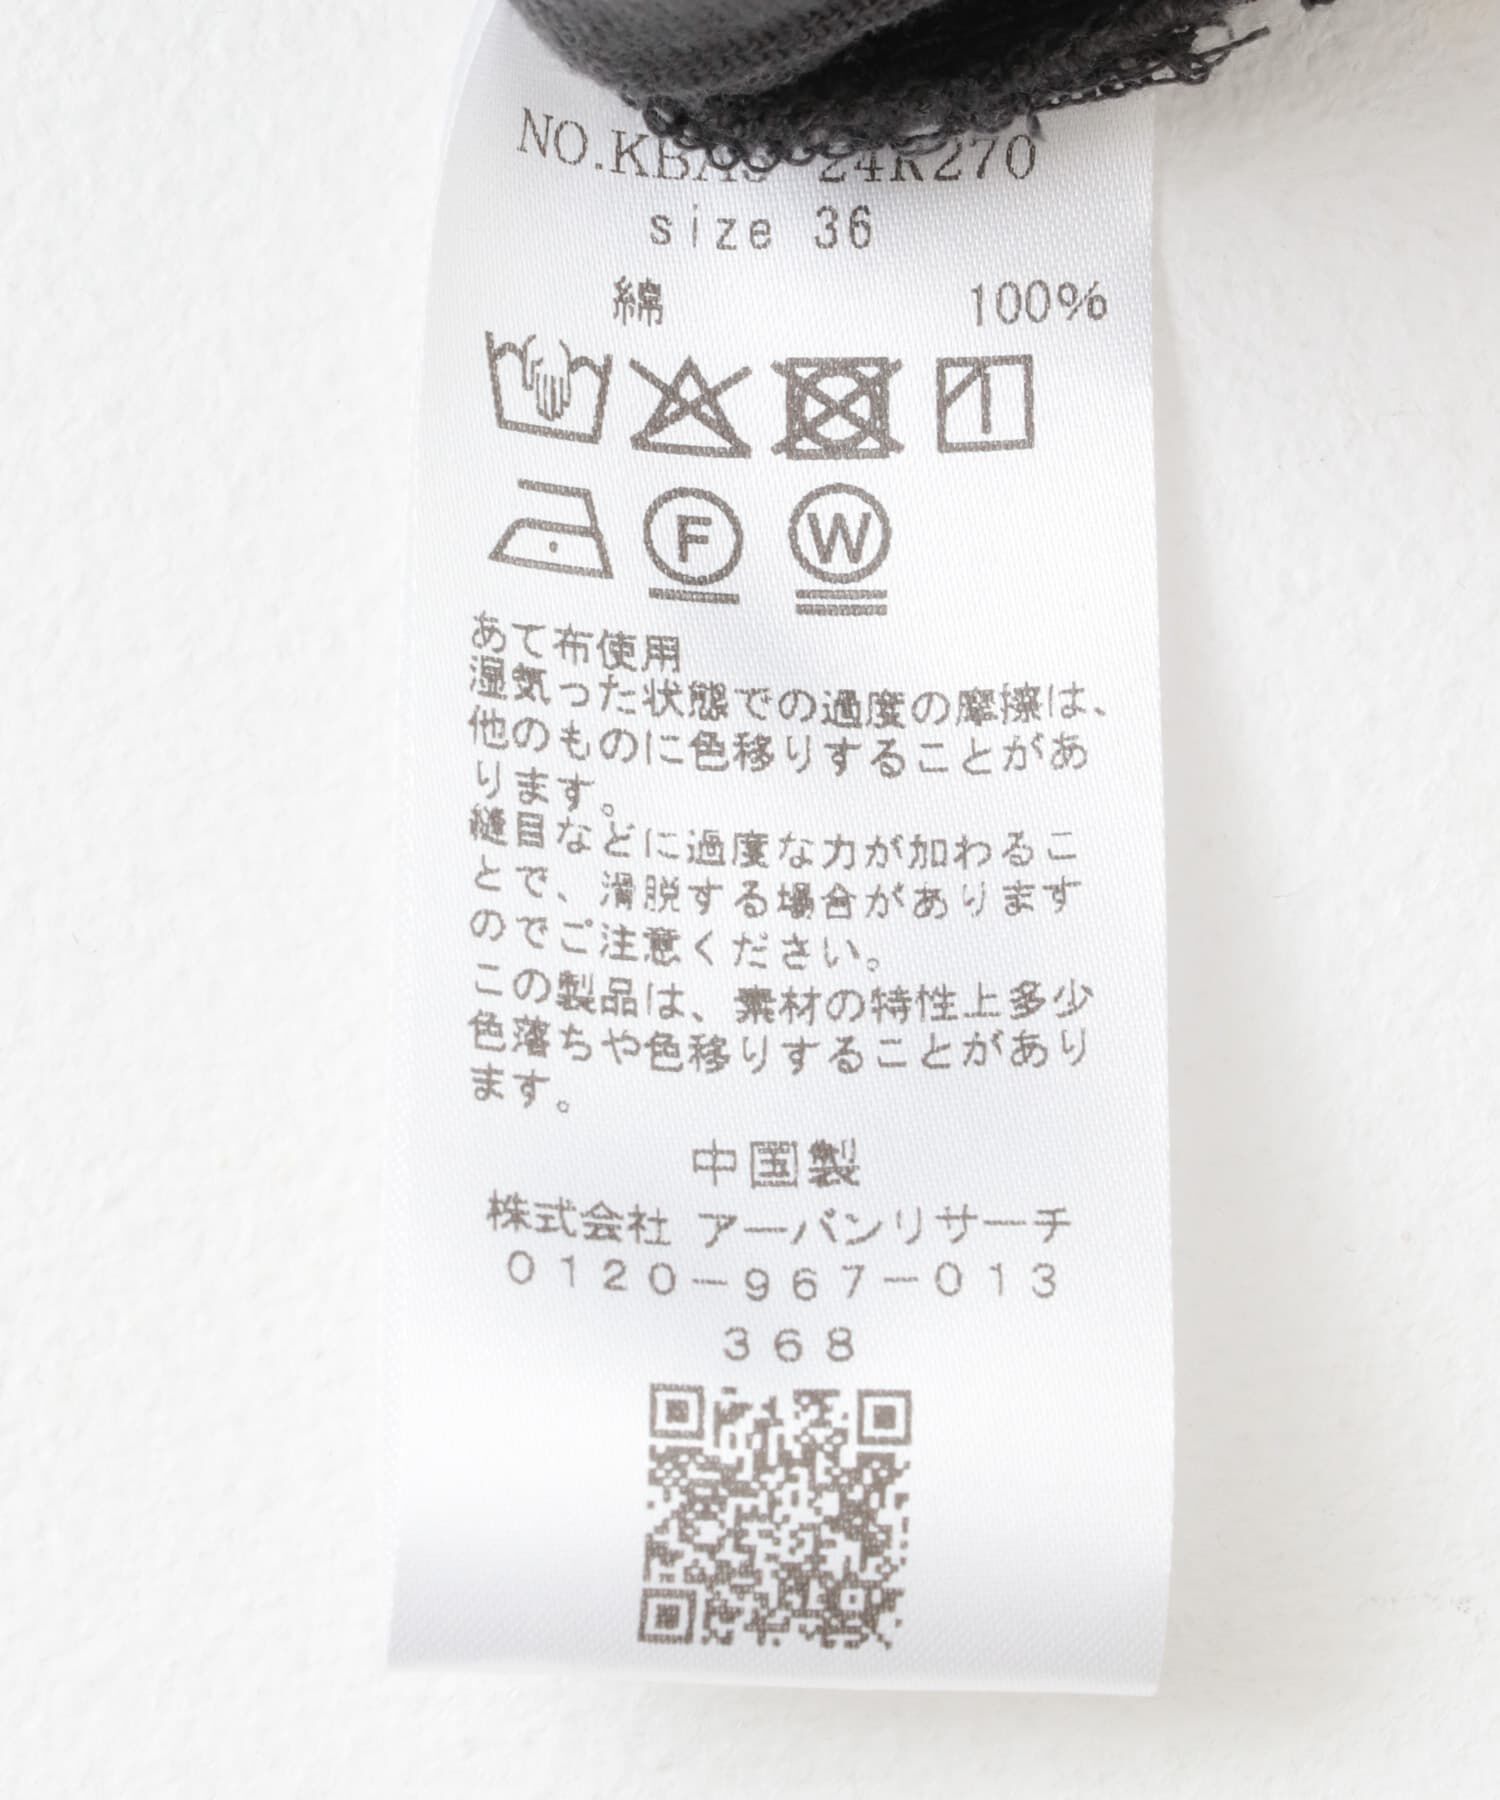 24R270
size 36
綿 100%
F W
あて布使用
湿気った状態での過度の摩擦は、
他のものに色移りすることがあ
ります。
縫目などに過度な力が加わるこ
とで、滑脱する場合があります
のでご注意ください。
この製品は、素材の特性上多少
色落ちや色移りすることがあり
ます。
中国製
株式会社 アーバンリサーチ
0120-967-013
368